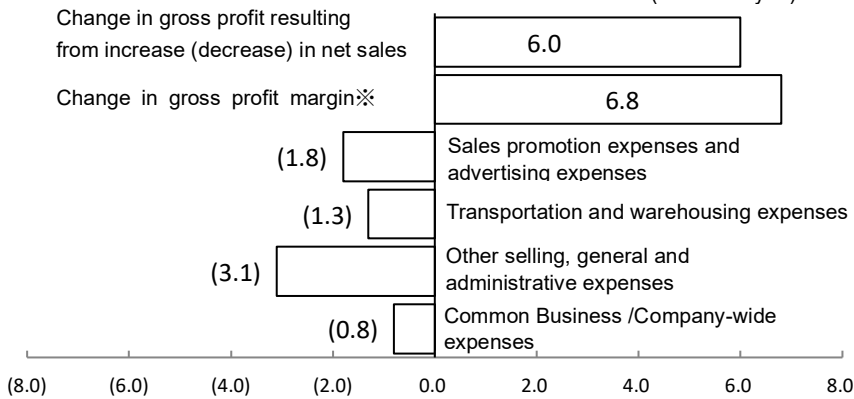 Change in gross profit resulting
from increase (decrease) in net sales
6.0
Change in gross profit margin※
6.8
(1.8)
Sales promotion expenses and
advertising expenses
(1.3)
Transportation and warehousing expenses
(3.1)
Other selling, general and
administrative expenses
(0.8)
Common Business /Company-wide
expenses
(8.0) (6.0) (4.0) (2.0) 0.0 2.0 4.0 6.0 8.0